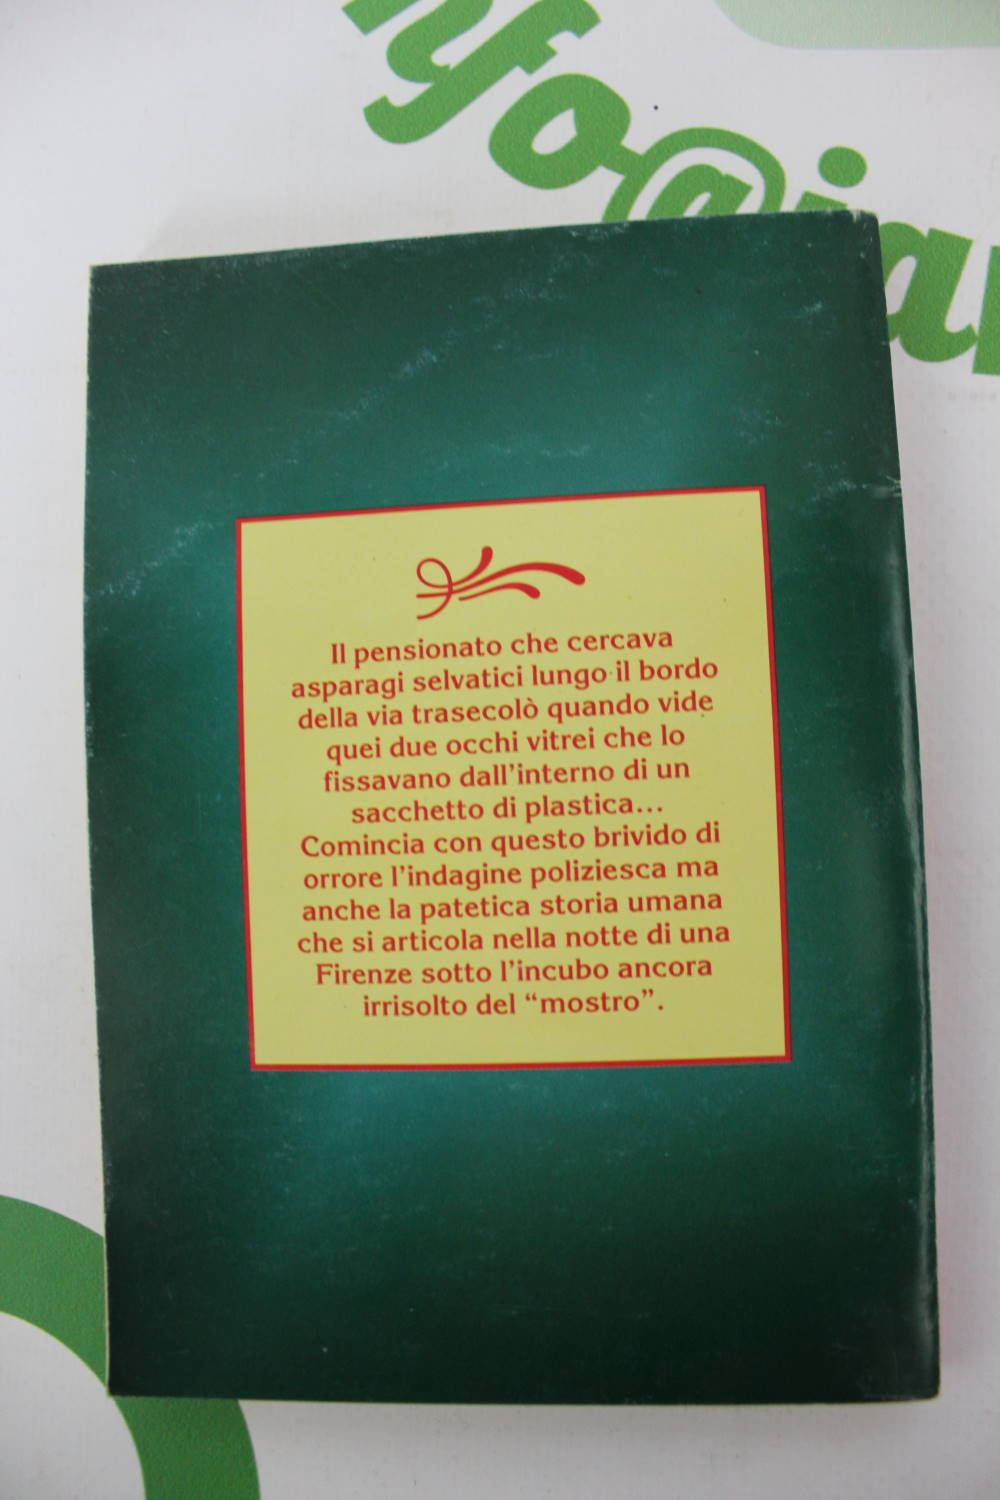 nfo@iap
Il pensionato che cercava
asparagi selvatici lungo il bordo
della via trasecolò quando vide
quei due occhi vitrei che lo
fissavano dall'interno di un
sacchetto di plastica...
Comincia con questo brivido di
orrore l'indagine poliziesca ma
anche la patetica storia umana
che si articola nella notte di una
Firenze sotto l'incubo ancora
irrisolto del “mostro”.